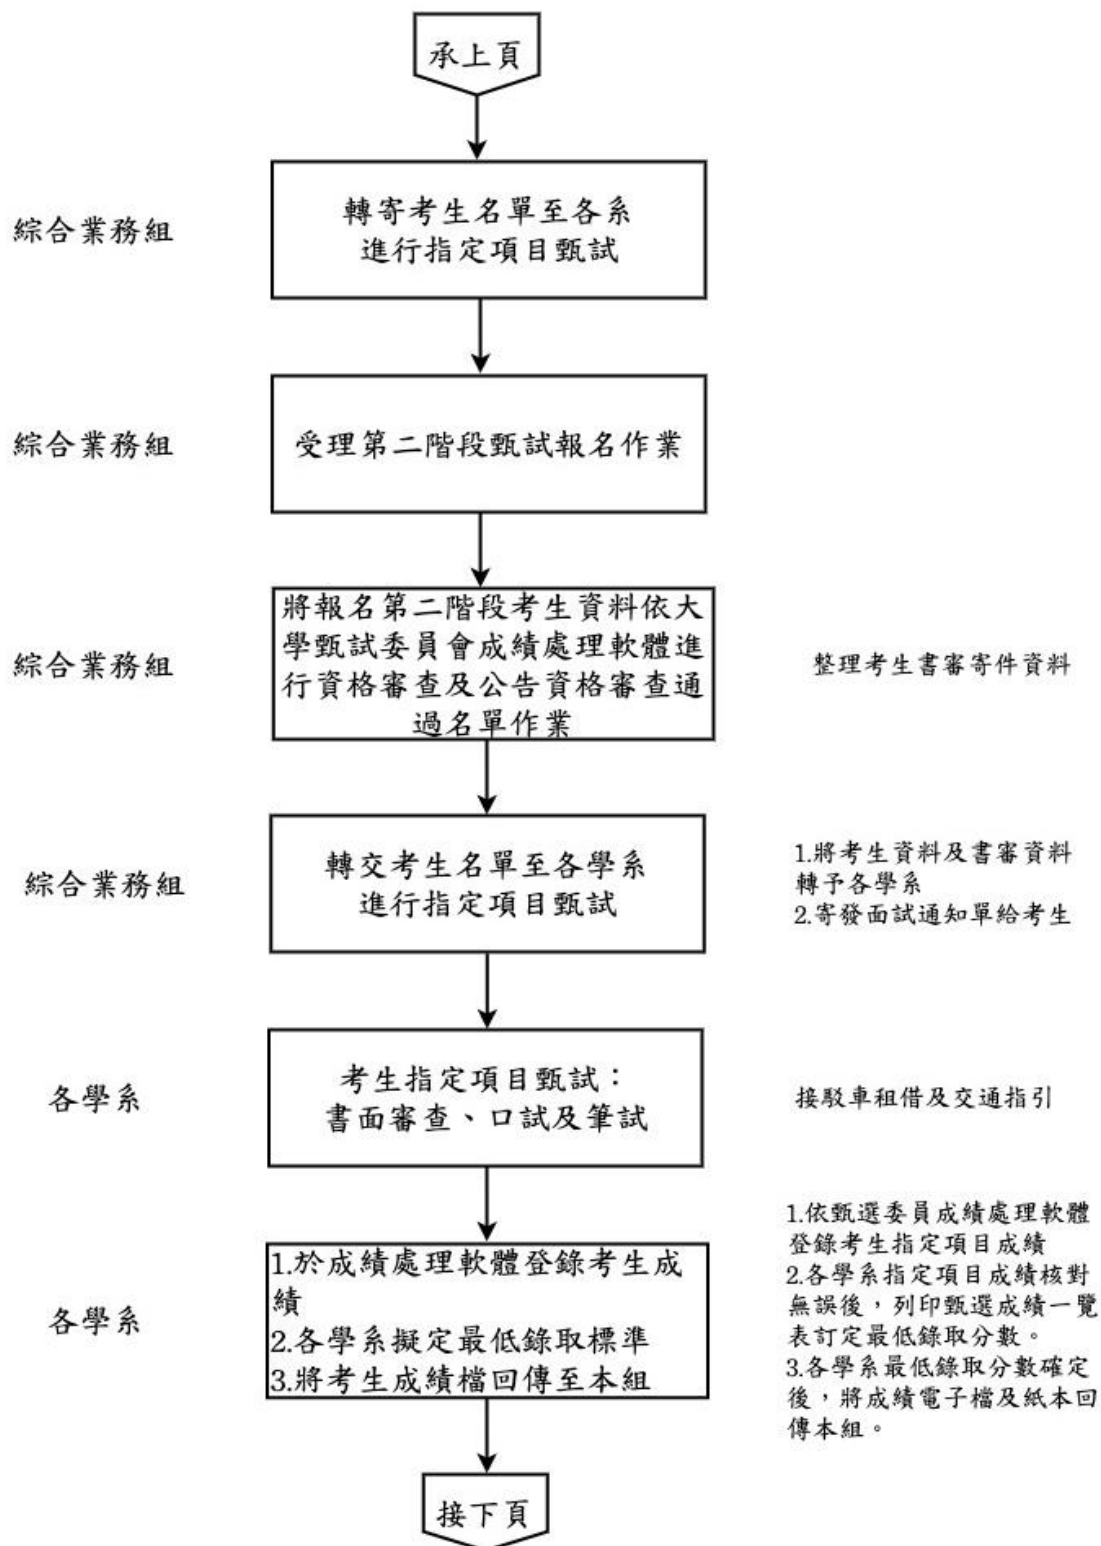 承上頁
綜合業務組
轉寄考生名單至各系
進行指定項目甄試
綜合業務組
受理第二階段甄試報名作業
綜合業務組
將報名第二階段考生資料依大
學甄試委員會成績處理軟體進
行資格審查及公告資格審查通
過名單作業
整理考生書審寄件資料
綜合業務組
轉交考生名單至各學系
進行指定項目甄試
1.將考生資料及書審資料
轉予各學系
2.寄發面試通知單給考生
各學系
考生指定項目甄試：
書面審查、口試及筆試
接駁車租借及交通指引
各學系
1.於成績處理軟體登錄考生成
績
2.各學系擬定最低錄取標準
3.將考生成績檔回傳至本組
1.依甄選委員成績處理軟體
登錄考生指定項目成績
2.各學系指定項目成績核對
無誤後，列印甄選成績一覽
表訂定最低錄取分數。
3.各學系最低錄取分數確定
後，將成績電子檔及紙本回
傳本組。
接下頁